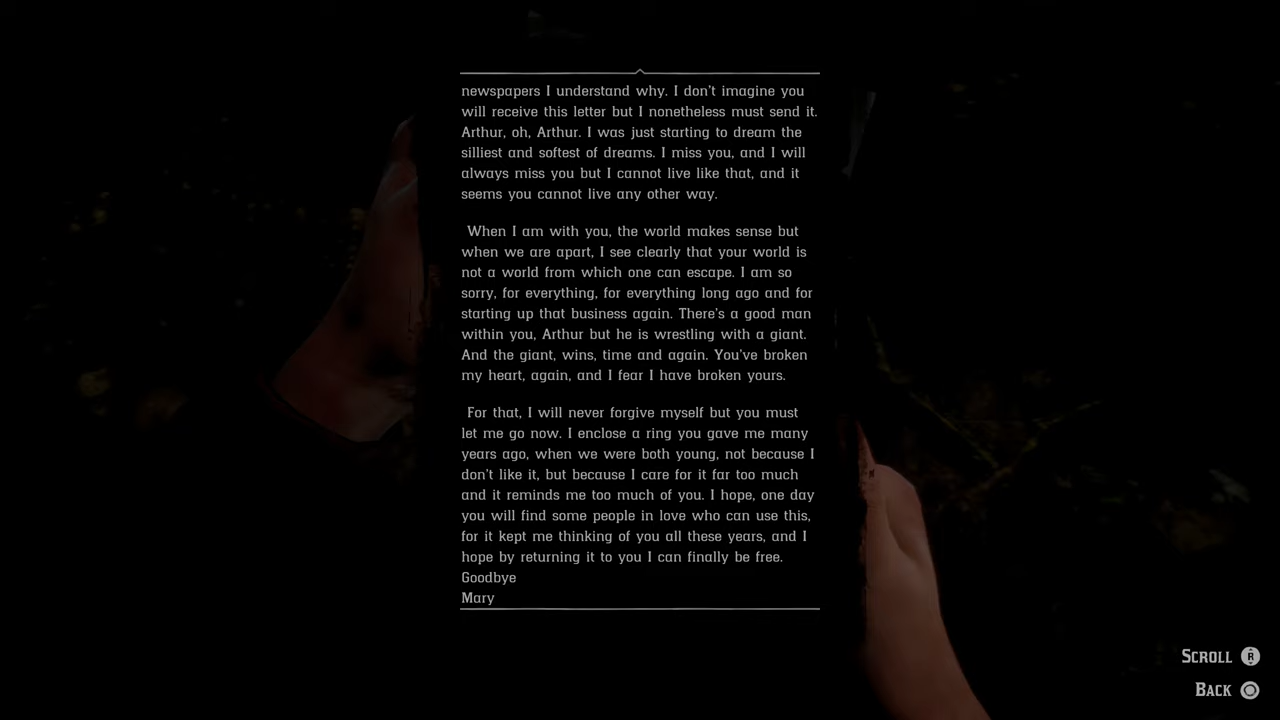 newspapers I understand why. I don't imagine you
will receive this letter but I nonetheless must send it.
Arthur, oh, Arthur. I was just starting to dream the
silliest and softest of dreams. I miss you, and I will
always miss you but I cannot live like that, and it
seems you cannot live any other way.
When I am with you, the world makes sense but
when we are apart, I see clearly that your world is
not a world from which one can escape. I am so
sorry, for everything, for everything long ago and for
starting up that business again. There's a good man
within you, Arthur but he is wrestling with a giant.
And the giant, wins, time and again. You've broken
my heart, again, and I fear I have broken yours.
For that, I will never forgive myself but you must
let me go now. I enclose a ring you gave me many
years ago, when we were both young, not because I
don't like it, but because I care for it far too much
and it reminds me too much of you. I hope, one day
you will find some people in love who can use this,
for it kept me thinking of you all these years, and I
hope by returning it to you I can finally be free.
Goodbye
Mary
SCROLL R
BACK